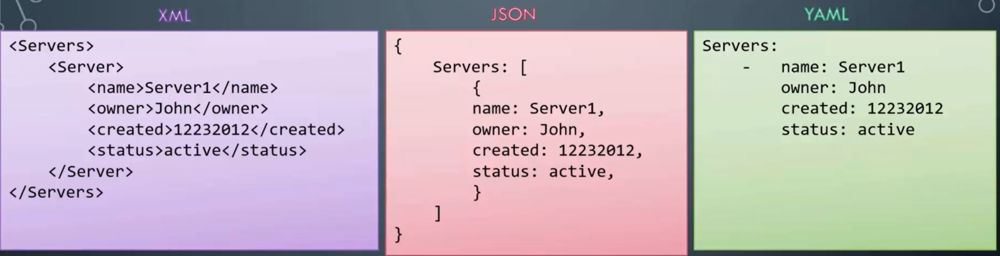 XML
<Servers>
<Server>
<name>Server1</name>
<owner>John</owner>
<created>12232012</created>
<status>active</status>
</Server>
</Servers>
JSON
{
Servers: [
{
name: Server1,
owner: John,
created: 12232012,
status: active,
}
]
}
YAML
Servers:
- name: Server1
owner: John
created: 12232012
status: active